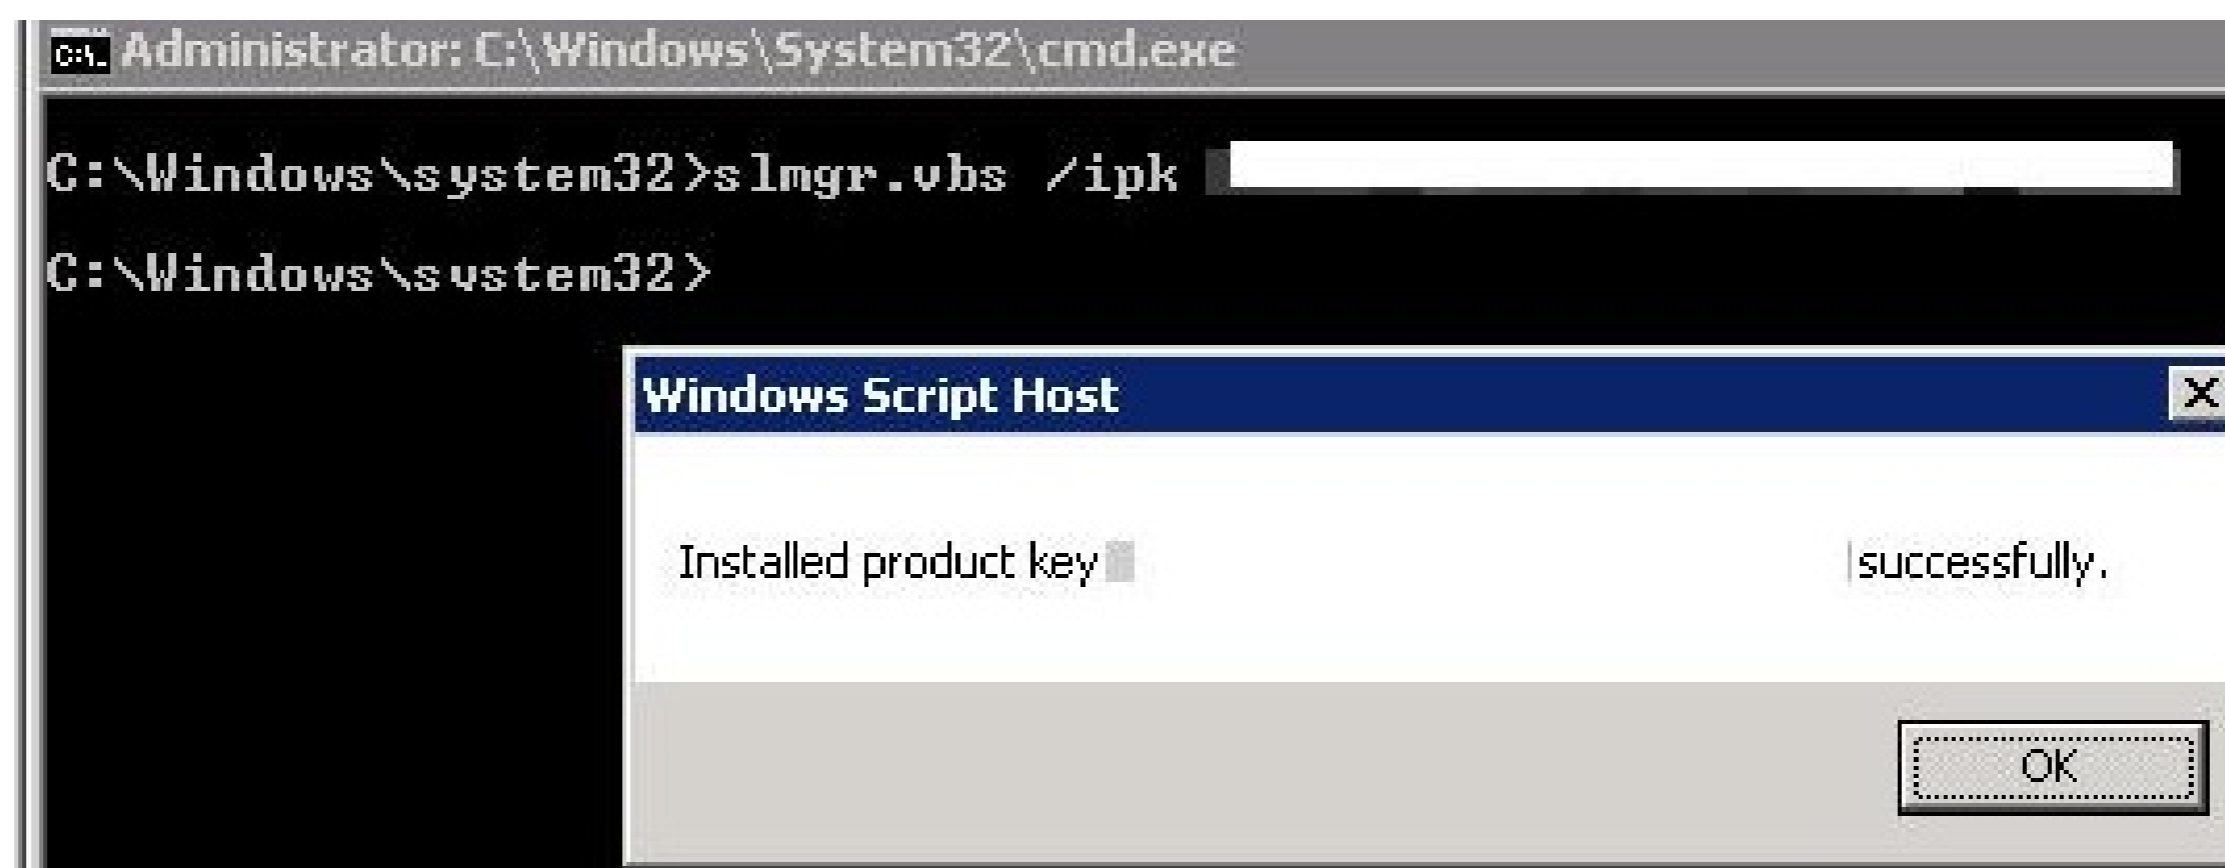 Administrator: C:\Windows\System32\cmd.exe
C:\Windows\system32>slmgr.vbs /ipk
C:\Windows\system32>
Windows Script Host
Installed product key successfully.
OK